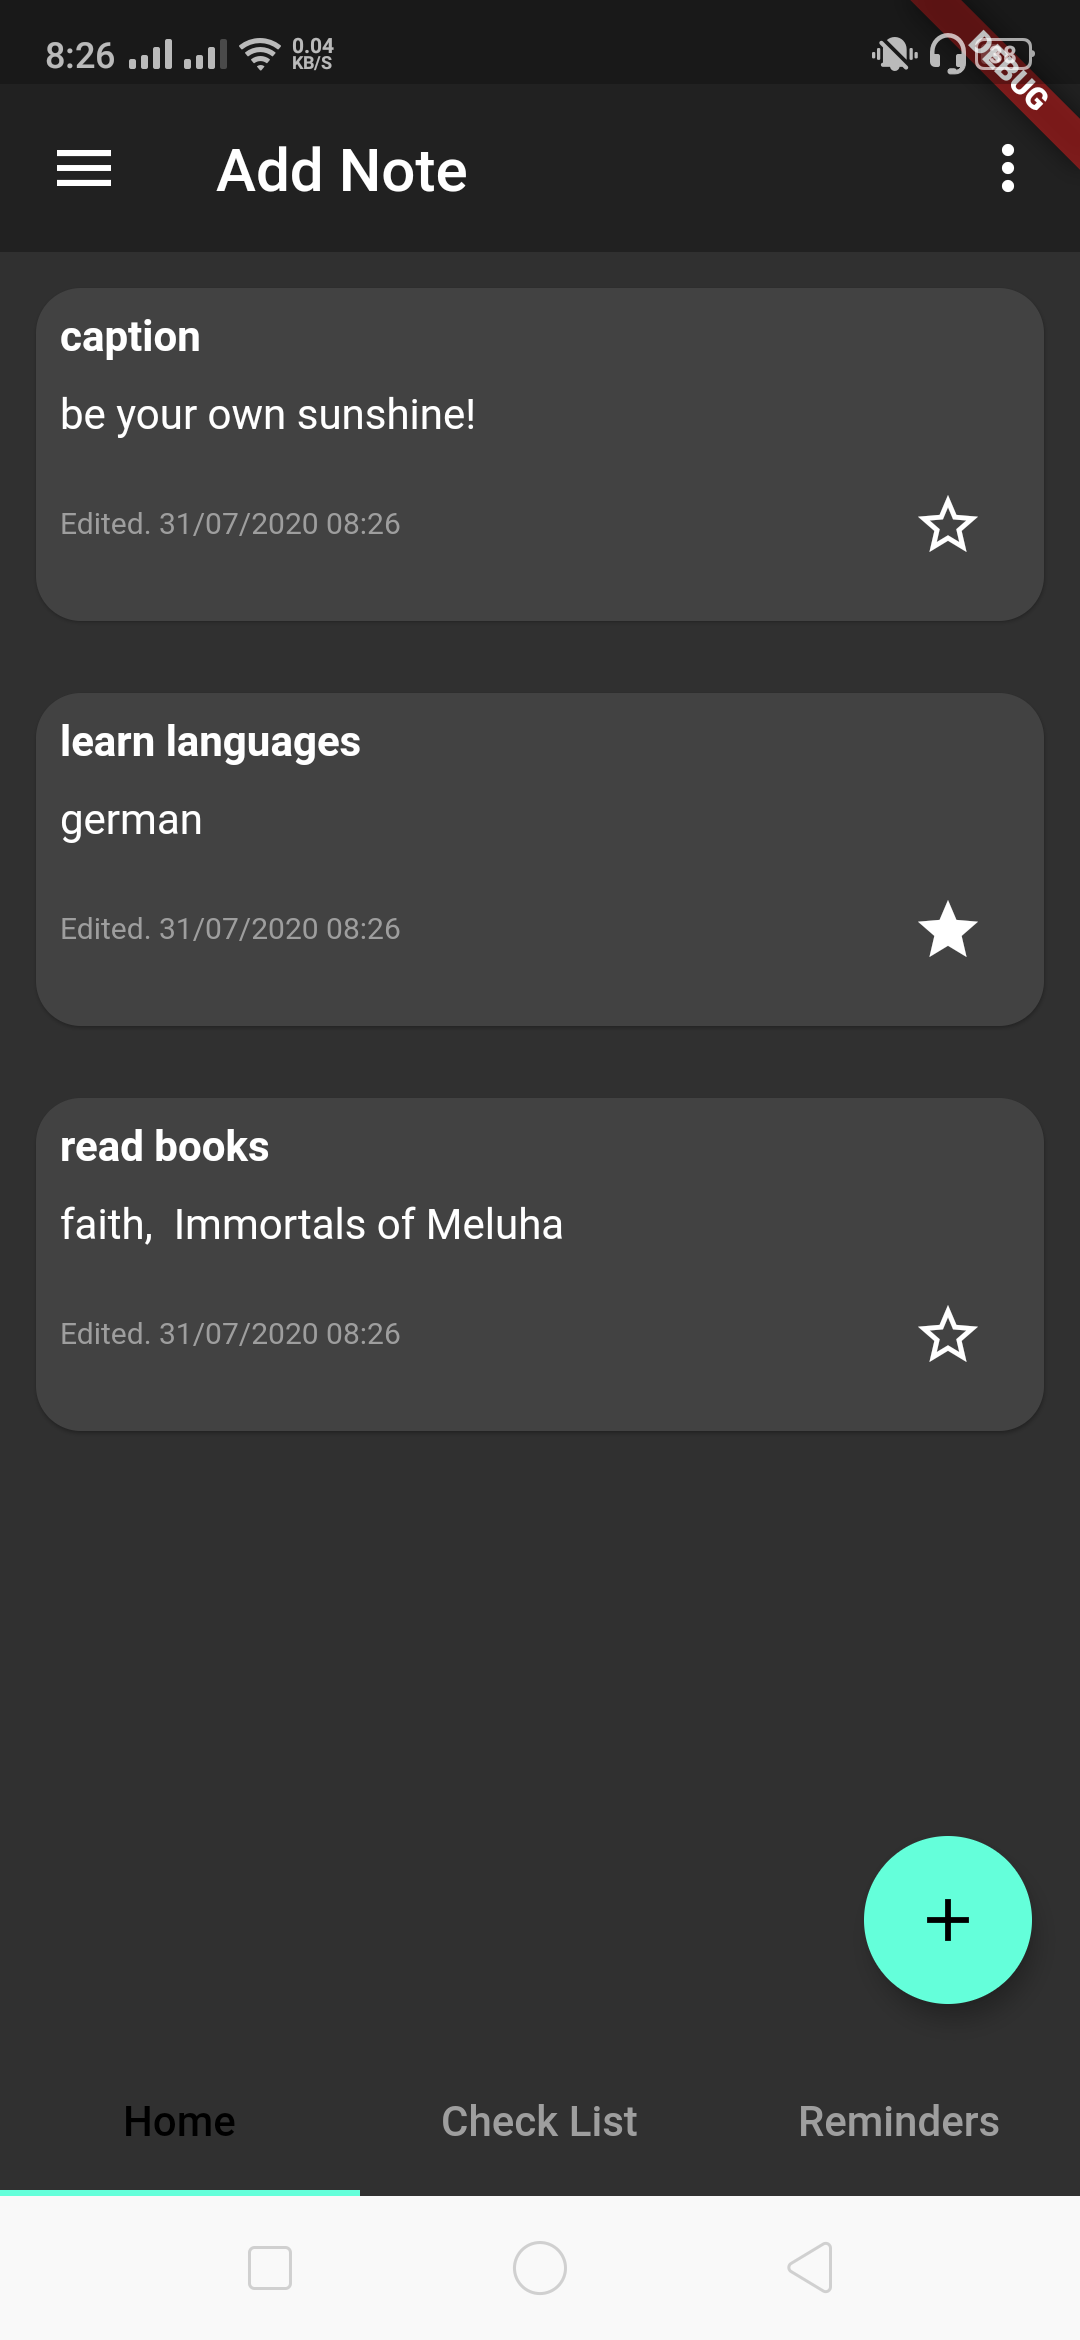 8:26 0.04
KB/S
DEBUG
Add Note
caption
be your own sunshine!
Edited. 31/07/2020 08:26
learn languages
german
Edited. 31/07/2020 08:26
read books
faith,  Immortals of Meluha
Edited. 31/07/2020 08:26
Home Check List Reminders